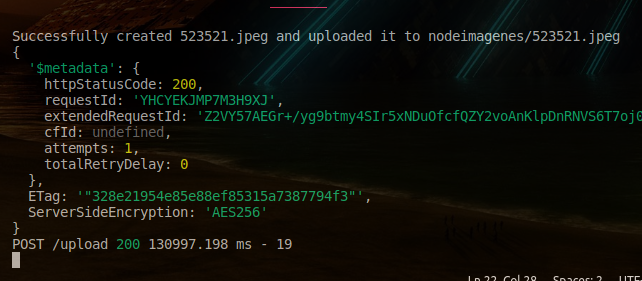 Successfully created 523521.jpeg and uploaded it to nodeimagenes/523521.jpeg
{
  '$metadata': {
    httpStatusCode: 200,
    requestId: 'YHCYEKJMP7M3H9XJ',
    extendedRequestId: 'Z2VY57AEGr+/yg9btmy4SIr5xNDuOfcfQZY2voAnKlpDnRNVS6T7oj0
    cfId: undefined,
    attempts: 1,
    totalRetryDelay: 0
  },
  ETag: '"328e21954e85e88ef85315a7387794f3"',
  ServerSideEncryption: 'AES256'
}
POST /upload 200 130997.198 ms - 19
Ln 22, Col 28 Spaces: 2 UTF-